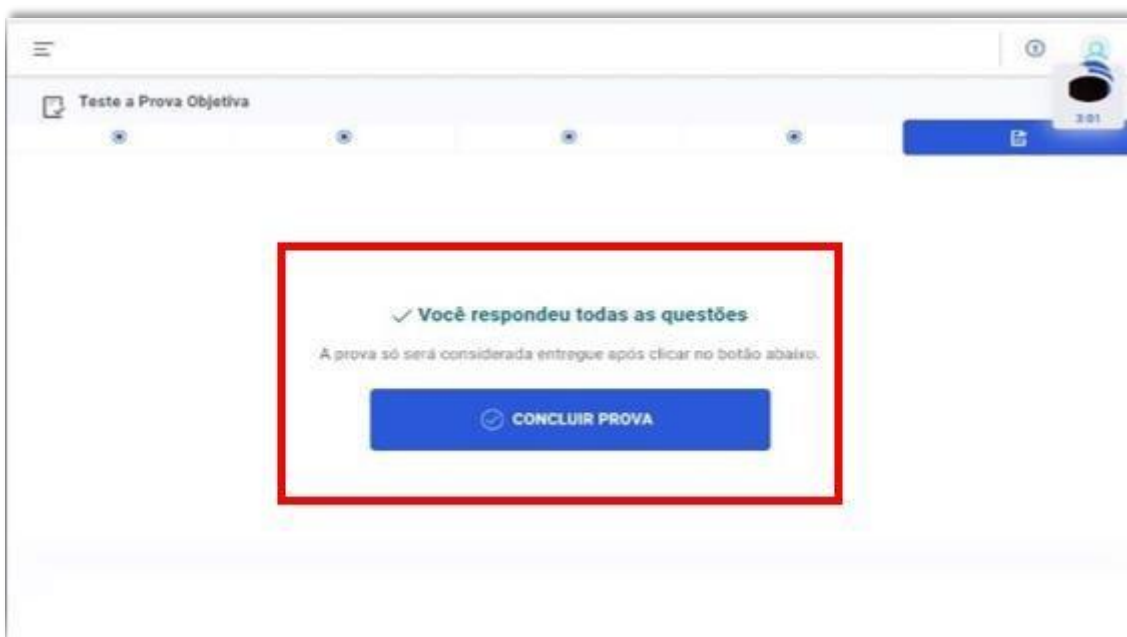 Teste a Prova Objetiva
3:01
Você respondeu todas as questões
A prova só será considerada entregue após clicar no botão abaixo.
CONCLUIR PROVA